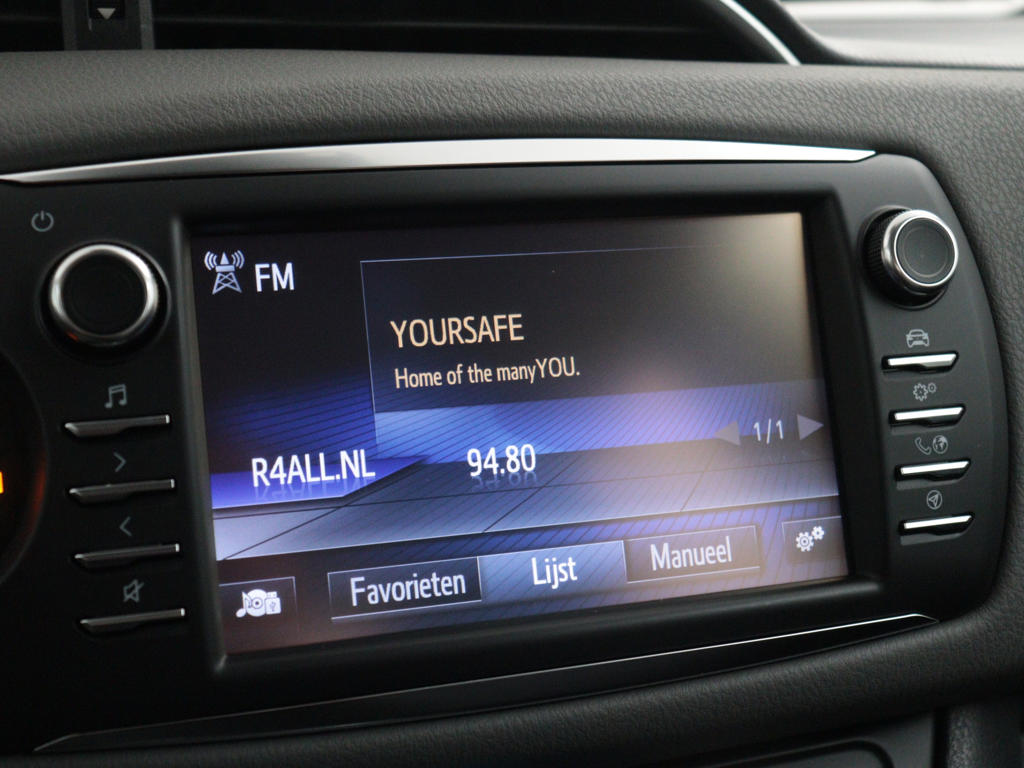 FM
YOURSAFE
Home of the manyYOU.
R4ALL.NL
94.80
1/1
Favorieten
Lijst
Manueel